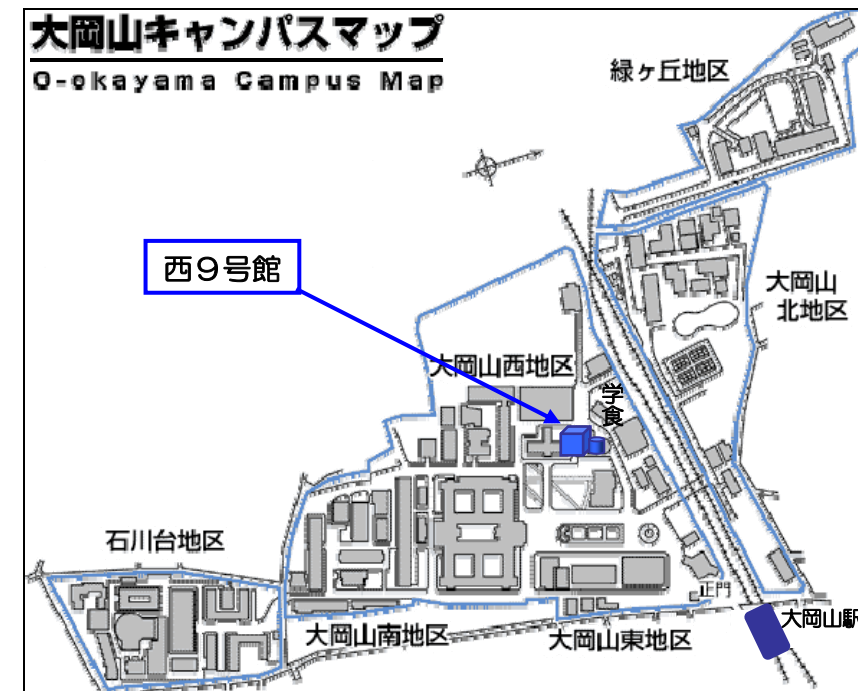 大岡山キャンパスマップ
O-okayama Campus Map
緑ヶ丘地区
西9号館
大岡山
北地区
大岡山西地区
学食
石川台地区
正門
大岡山駅
大岡山南地区
大岡山東地区